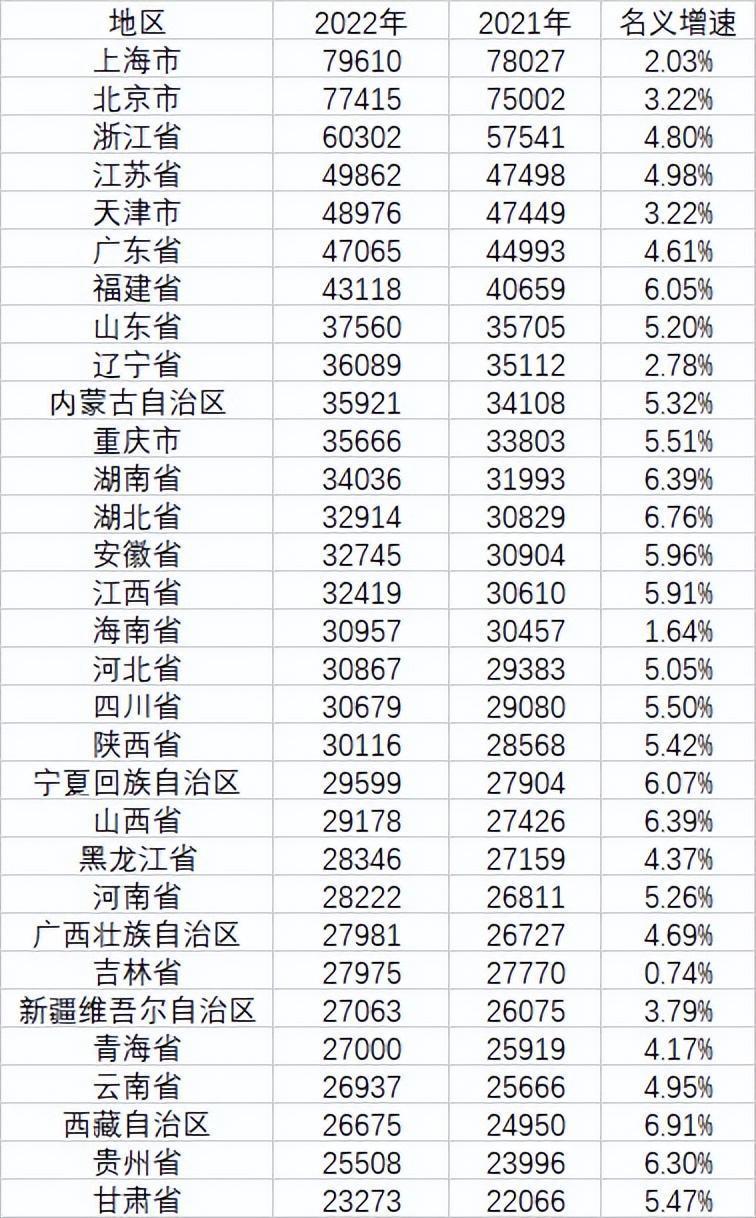 地区 2022年 2021年 名义增速
上海市 79610 78027 2.03%
北京市 77415 75002 3.22%
浙江省 60302 57541 4.80%
江苏省 49862 47498 4.98%
天津市 48976 47449 3.22%
广东省 47065 44993 4.61%
福建省 43118 40659 6.05%
山东省 37560 35705 5.20%
辽宁省 36089 35112 2.78%
内蒙古自治区 35921 34108 5.32%
重庆市 35666 33803 5.51%
湖南省 34036 31993 6.39%
湖北省 32914 30829 6.76%
安徽省 32745 30904 5.96%
江西省 32419 30610 5.91%
海南省 30957 30457 1.64%
河北省 30867 29383 5.05%
四川省 30679 29080 5.50%
陕西省 30116 28568 5.42%
宁夏回族自治区 29599 27904 6.07%
山西省 29178 27426 6.39%
黑龙江省 28346 27159 4.37%
河南省 28222 26811 5.26%
广西壮族自治区 27981 26727 4.69%
吉林省 27975 27770 0.74%
新疆维吾尔自治区 27063 26075 3.79%
青海省 27000 25919 4.17%
云南省 26937 25666 4.95%
西藏自治区 26675 24950 6.91%
贵州省 25508 23996 6.30%
甘肃省 23273 22066 5.47%